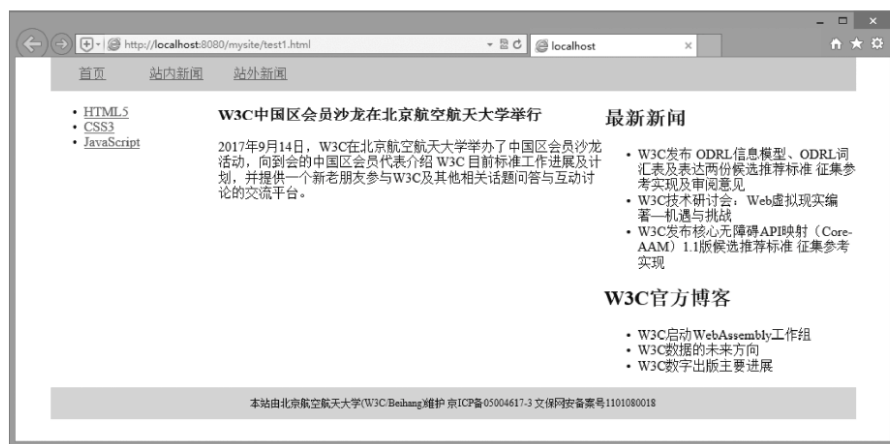 http://localhost:8080/mysite/test1.html
localhost
首页 站内新闻 站外新闻
HTML5
CSS3
JavaScript
W3C中国区会员沙龙在北京航空航天大学举行
2017年9月14日，W3C在北京航空航天大学举办了中国区会员沙龙
活动，向到会的中国区会员代表介绍 W3C 目前标准工作进展及计
划，并提供一个新老朋友参与W3C及其他相关话题问答与互动讨
论的交流平台。
最新新闻
W3C发布 ODRL信息模型、ODRL词
汇表及表达两份候选推荐标准 征集参
考实现及审阅意见
W3C技术研讨会：Web虚拟现实编
著—机遇与挑战
W3C发布核心无障碍API映射（Core-
AAM）1.1版候选推荐标准 征集参考
实现
W3C官方博客
W3C启动WebAssembly工作组
W3C数据的未来方向
W3C数字出版主要进展
本站由北京航空航天大学(W3C/Beihang)维护 京ICP备05004617-3 文保网安备案号1101080018